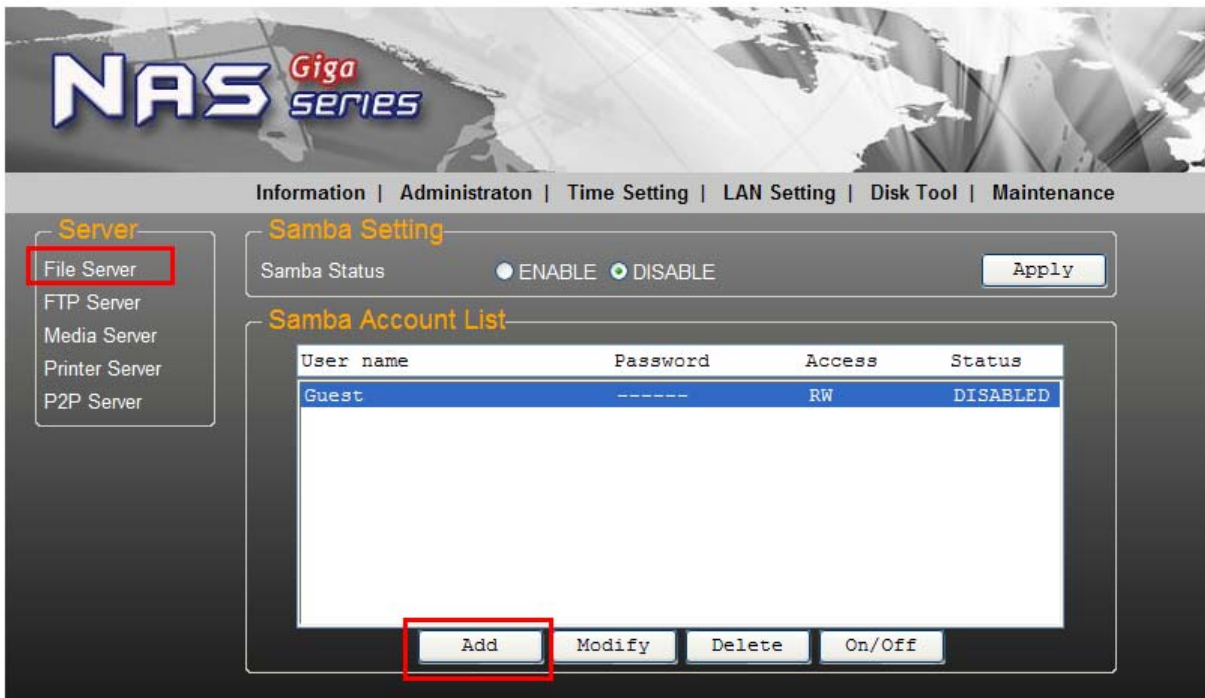 NAS Giga series
Information | Administraton | Time Setting | LAN Setting | Disk Tool | Maintenance
Server
File Server
FTP Server
Media Server
Printer Server
P2P Server
Samba Setting
Samba Status ENABLE DISABLE Apply
Samba Account List
User name Password Access Status
Guest ------ RW DISABLED
Add Modify Delete On/Off